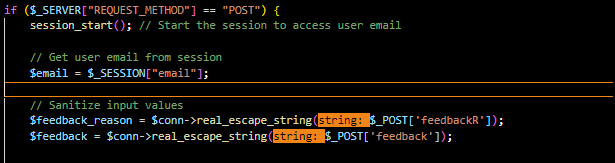 if ($_SERVER["REQUEST_METHOD"] == "POST") {
session_start(); // Start the session to access user email
// Get user email from session
$email = $_SESSION["email"];
// Sanitize input values
$feedback_reason = $conn->real_escape_string(string: $_POST['feedbackR']);
$feedback = $conn->real_escape_string(string: $_POST['feedback']);